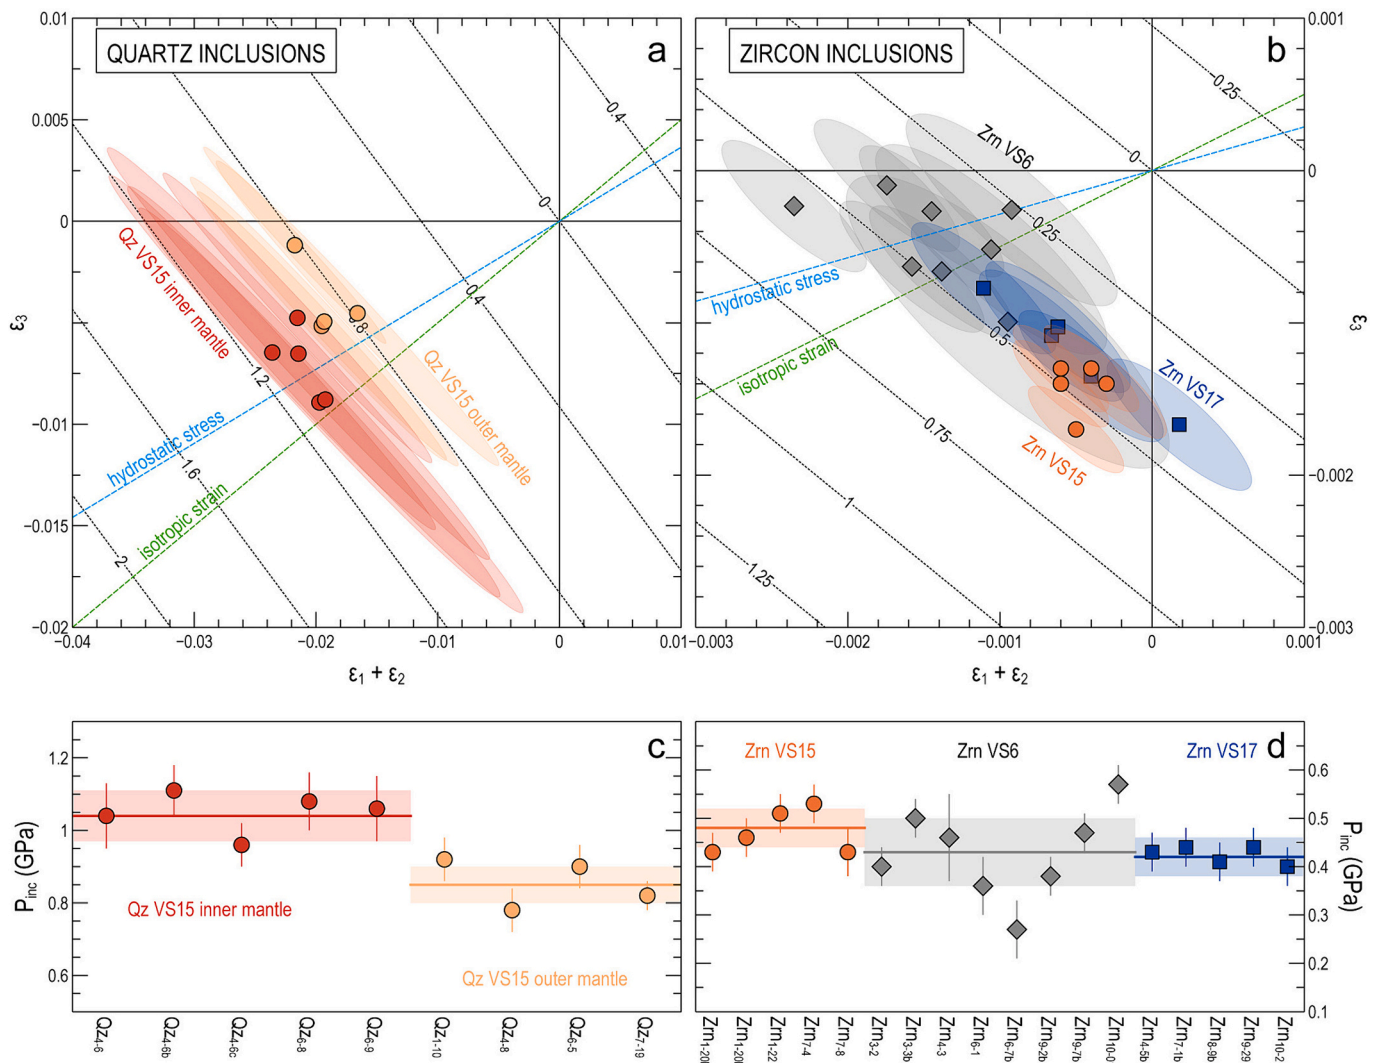 QUARTZ INCLUSIONS
a
0.01
0.005
0
−0.005
−0.01
−0.015
−0.02
ε3
−0.04
−0.03
−0.02
−0.01
0
0.01
ε1 + ε2
0.4
0
0.4
0.8
1.2
1.6
2
Qz VS15 inner mantle
Qz VS15 outer mantle
hydrostatic stress
isotropic strain
ZIRCON INCLUSIONS
b
0.001
0
−0.002
−0.003
ε3
−0.003
−0.002
−0.001
0
0.001
ε1 + ε2
−0.25
0
0.25
0.5
0.75
1
1.25
Zrn VS6
Zrn VS17
Zrn VS15
hydrostatic stress
isotropic strain
c
1.2
1
0.8
0.6
Pinc (GPa)
Qz VS15 inner mantle
Qz VS15 outer mantle
Qz4-6
Qz4-6b
Qz4-6c
Qz6-8
Qz6-9
Qz1-10
Qz4-8
Qz6-5
Qz7-19
d
Zrn VS15
Zrn VS6
Zrn VS17
0.6
0.5
0.4
0.3
0.2
0.1
Pinc (GPa)
Zrn1-22
Zrn7-4
Zrn7-8
Zrn3-2
Zrn3-3b
Zrn4-3
Zrn6-1
Zrn6-7b
Zrn9-2b
Zrn9-7b
Zrn10-0
Zrn4-5b
Zrn7-1b
Zrn8-9b
Zrn9-29
Zrn10-2